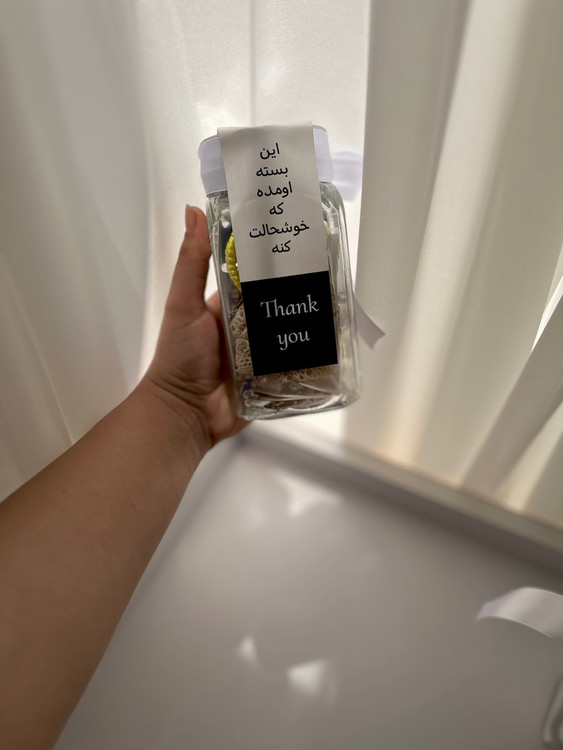 این
بسته
اومده
که
خوشحالت
کنه
Thank
you